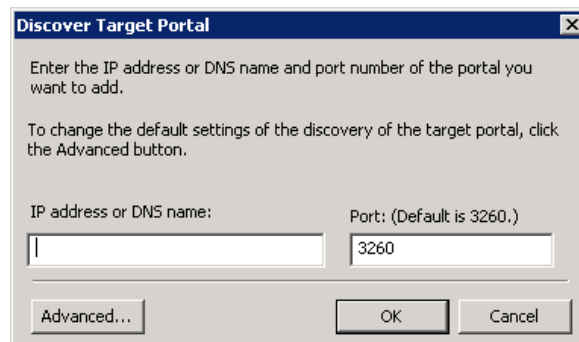 Discover Target Portal
Enter the IP address or DNS name and port number of the portal you
want to add.
To change the default settings of the discovery of the target portal, click
the Advanced button.
IP address or DNS name:
Port: (Default is 3260.)
3260
Advanced...
OK
Cancel